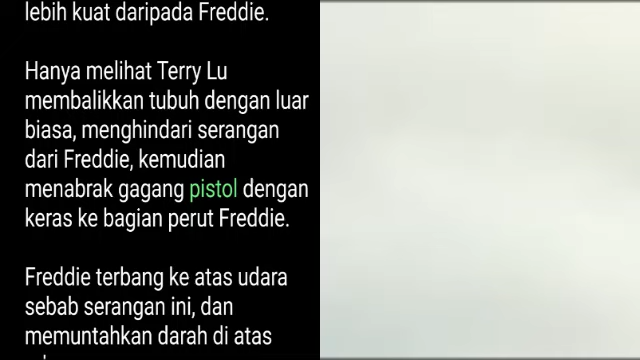 lebih kuat daripada Freddie.
Hanya melihat Terry Lu
membalikkan tubuh dengan luar
biasa, menghindari serangan
dari Freddie, kemudian
menabrak gagang pistol dengan
keras ke bagian perut Freddie.
Freddie terbang ke atas udara
sebab serangan ini, dan
memuntahkan darah di atas